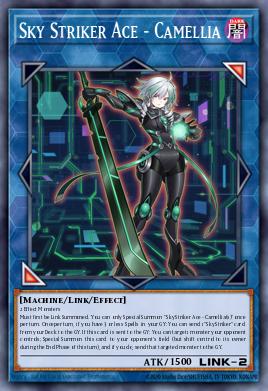 Sky Striker Ace - Camellia
DARK
闇
[Machine/Link/Effect]
2 Effect Monsters
Must first be Link Summoned. You can only Special Summon "Sky Striker Ace - Camellia(s)" once
per turn. Once per turn, if you have 3 or less Spells in your GY: You can send 1 "Sky Striker" card
from your Deck to the GY. If this card is sent to the GY: You can target 1 monster your opponent
controls; Special Summon this card to your opponent's field (but shift control to its owner
during the End Phase of this turn), and if you do, send that targeted monster to the GY.
ATK/1500
LINK-2